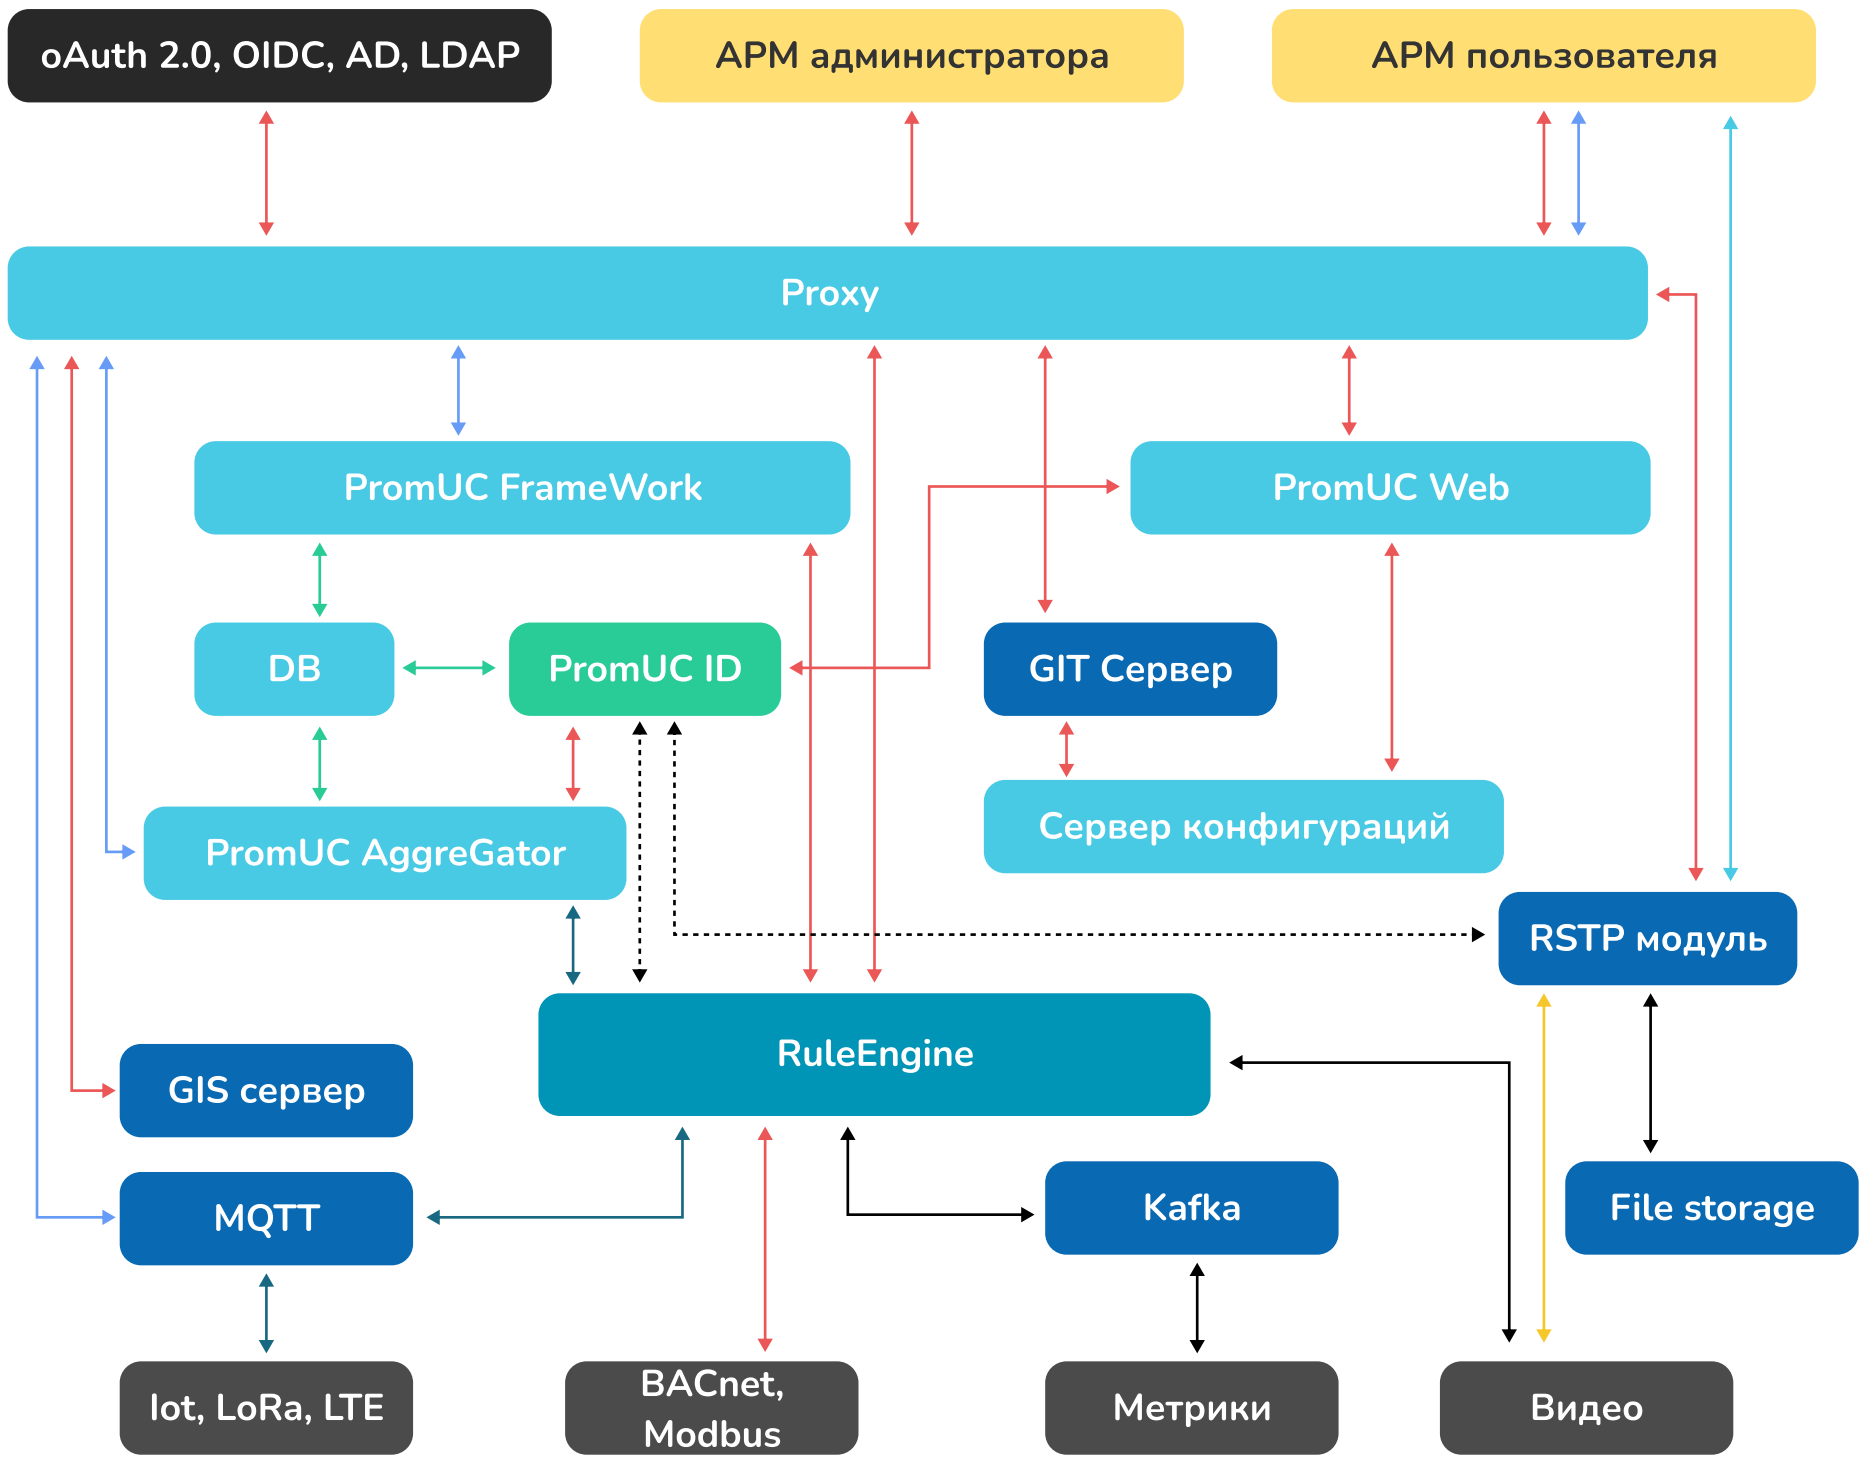 oAuth 2.0, OIDC, AD, LDAP
АРМ администратора
АРМ пользователя
Proxy
PromUC FrameWork
PromUC Web
DB
PromUC ID
GIT Сервер
Сервер конфигураций
PromUC AggreGator
RSTP модуль
RuleEngine
GIS сервер
MQTT
Kafka
File storage
Iot, LoRa, LTE
BACnet,
Modbus
Метрики
Видео